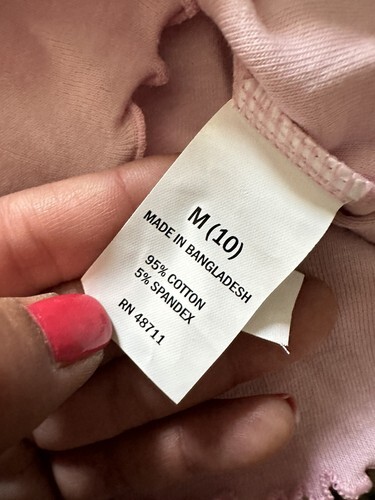 M (10)
MADE IN BANGLADESH
95% COTTON
5% SPANDEX
RN 48711